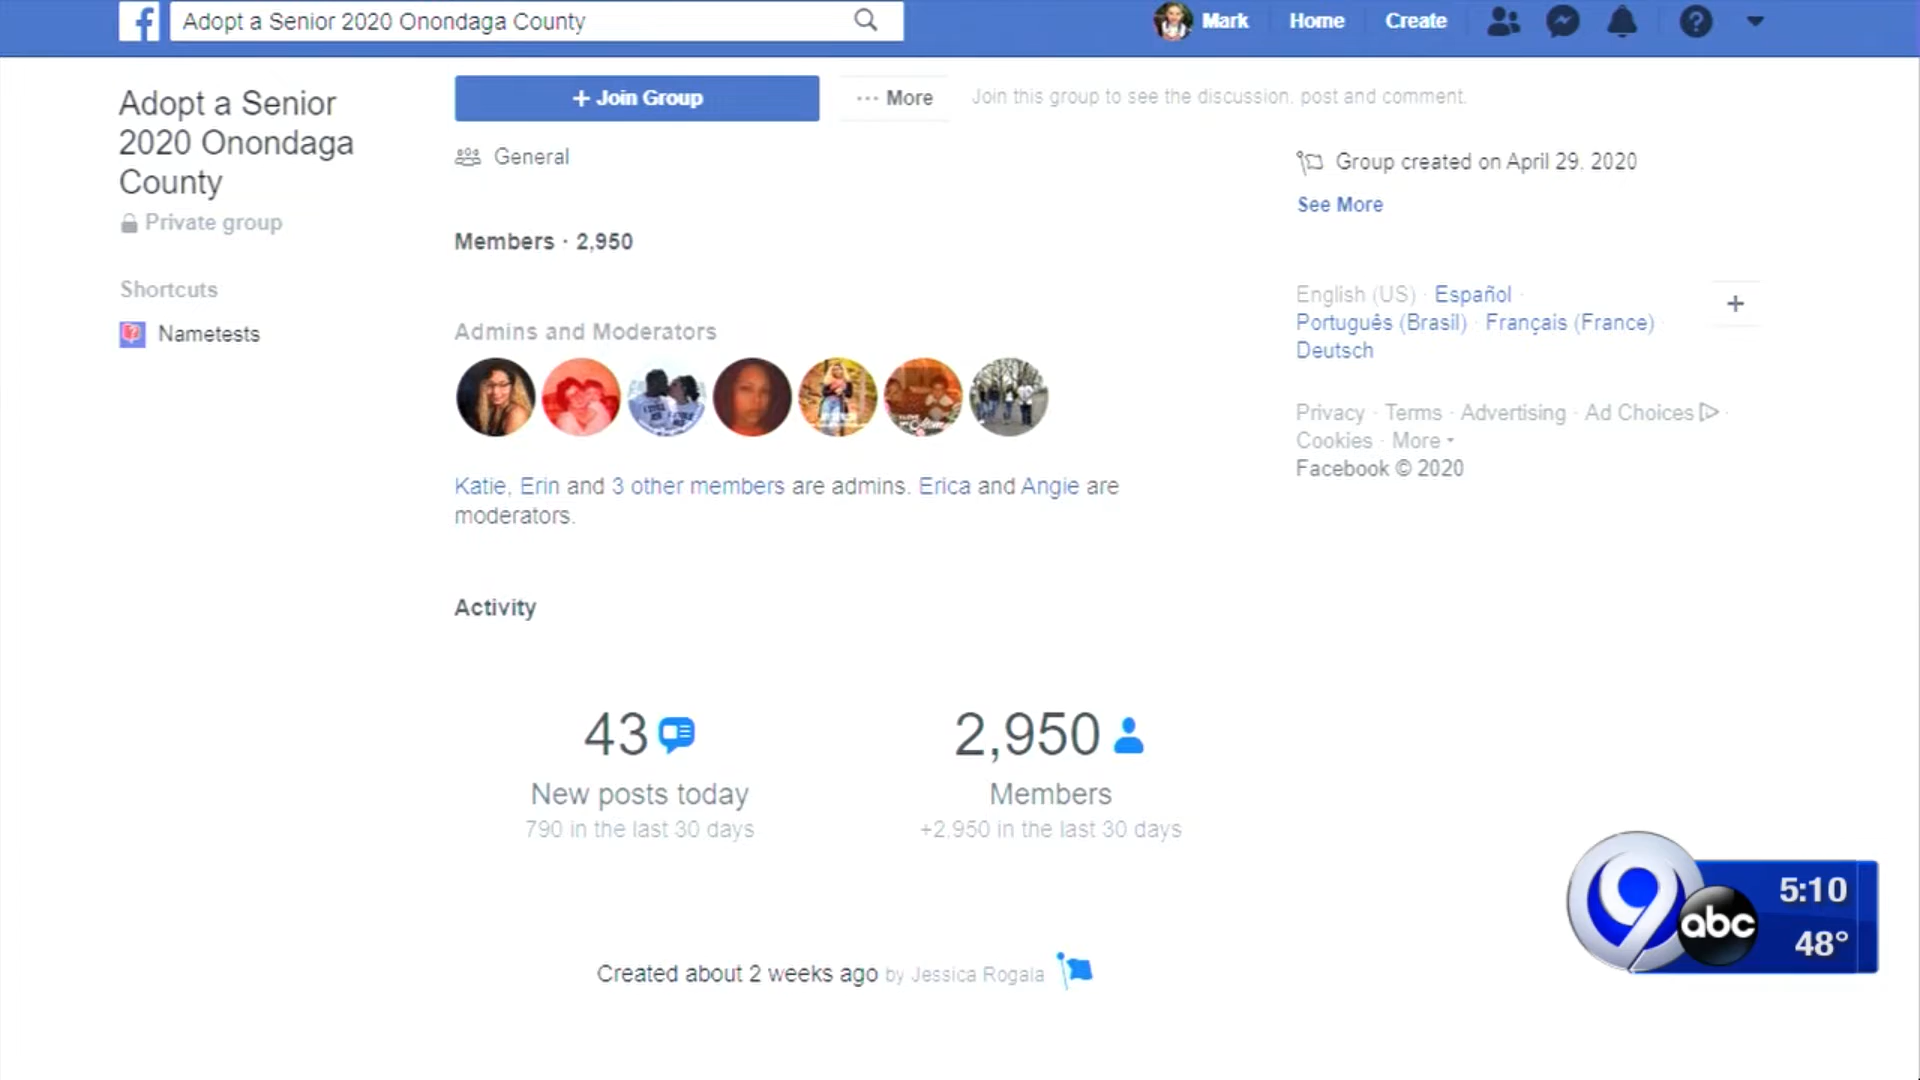 Adopt a Senior 2020 Onondaga County
Mark
Home
Create
Adopt a Senior
2020 Onondaga
County
Private group
Shortcuts
Nametests
+ Join Group
··· More
Join this group to see the discussion, post and comment.
General
Members · 2,950
Admins and Moderators
Katie, Erin and 3 other members are admins. Erica and Angie are
moderators.
Activity
43
New posts today
790 in the last 30 days
2,950
Members
+2,950 in the last 30 days
Created about 2 weeks ago by Jessica Rogala
Group created on April 29, 2020
See More
English (US) · Español ·
Português (Brasil) · Français (France) ·
Deutsch
+
Privacy · Terms · Advertising · Ad Choices ·
Cookies · More
Facebook © 2020
9
abc
5:10
48°